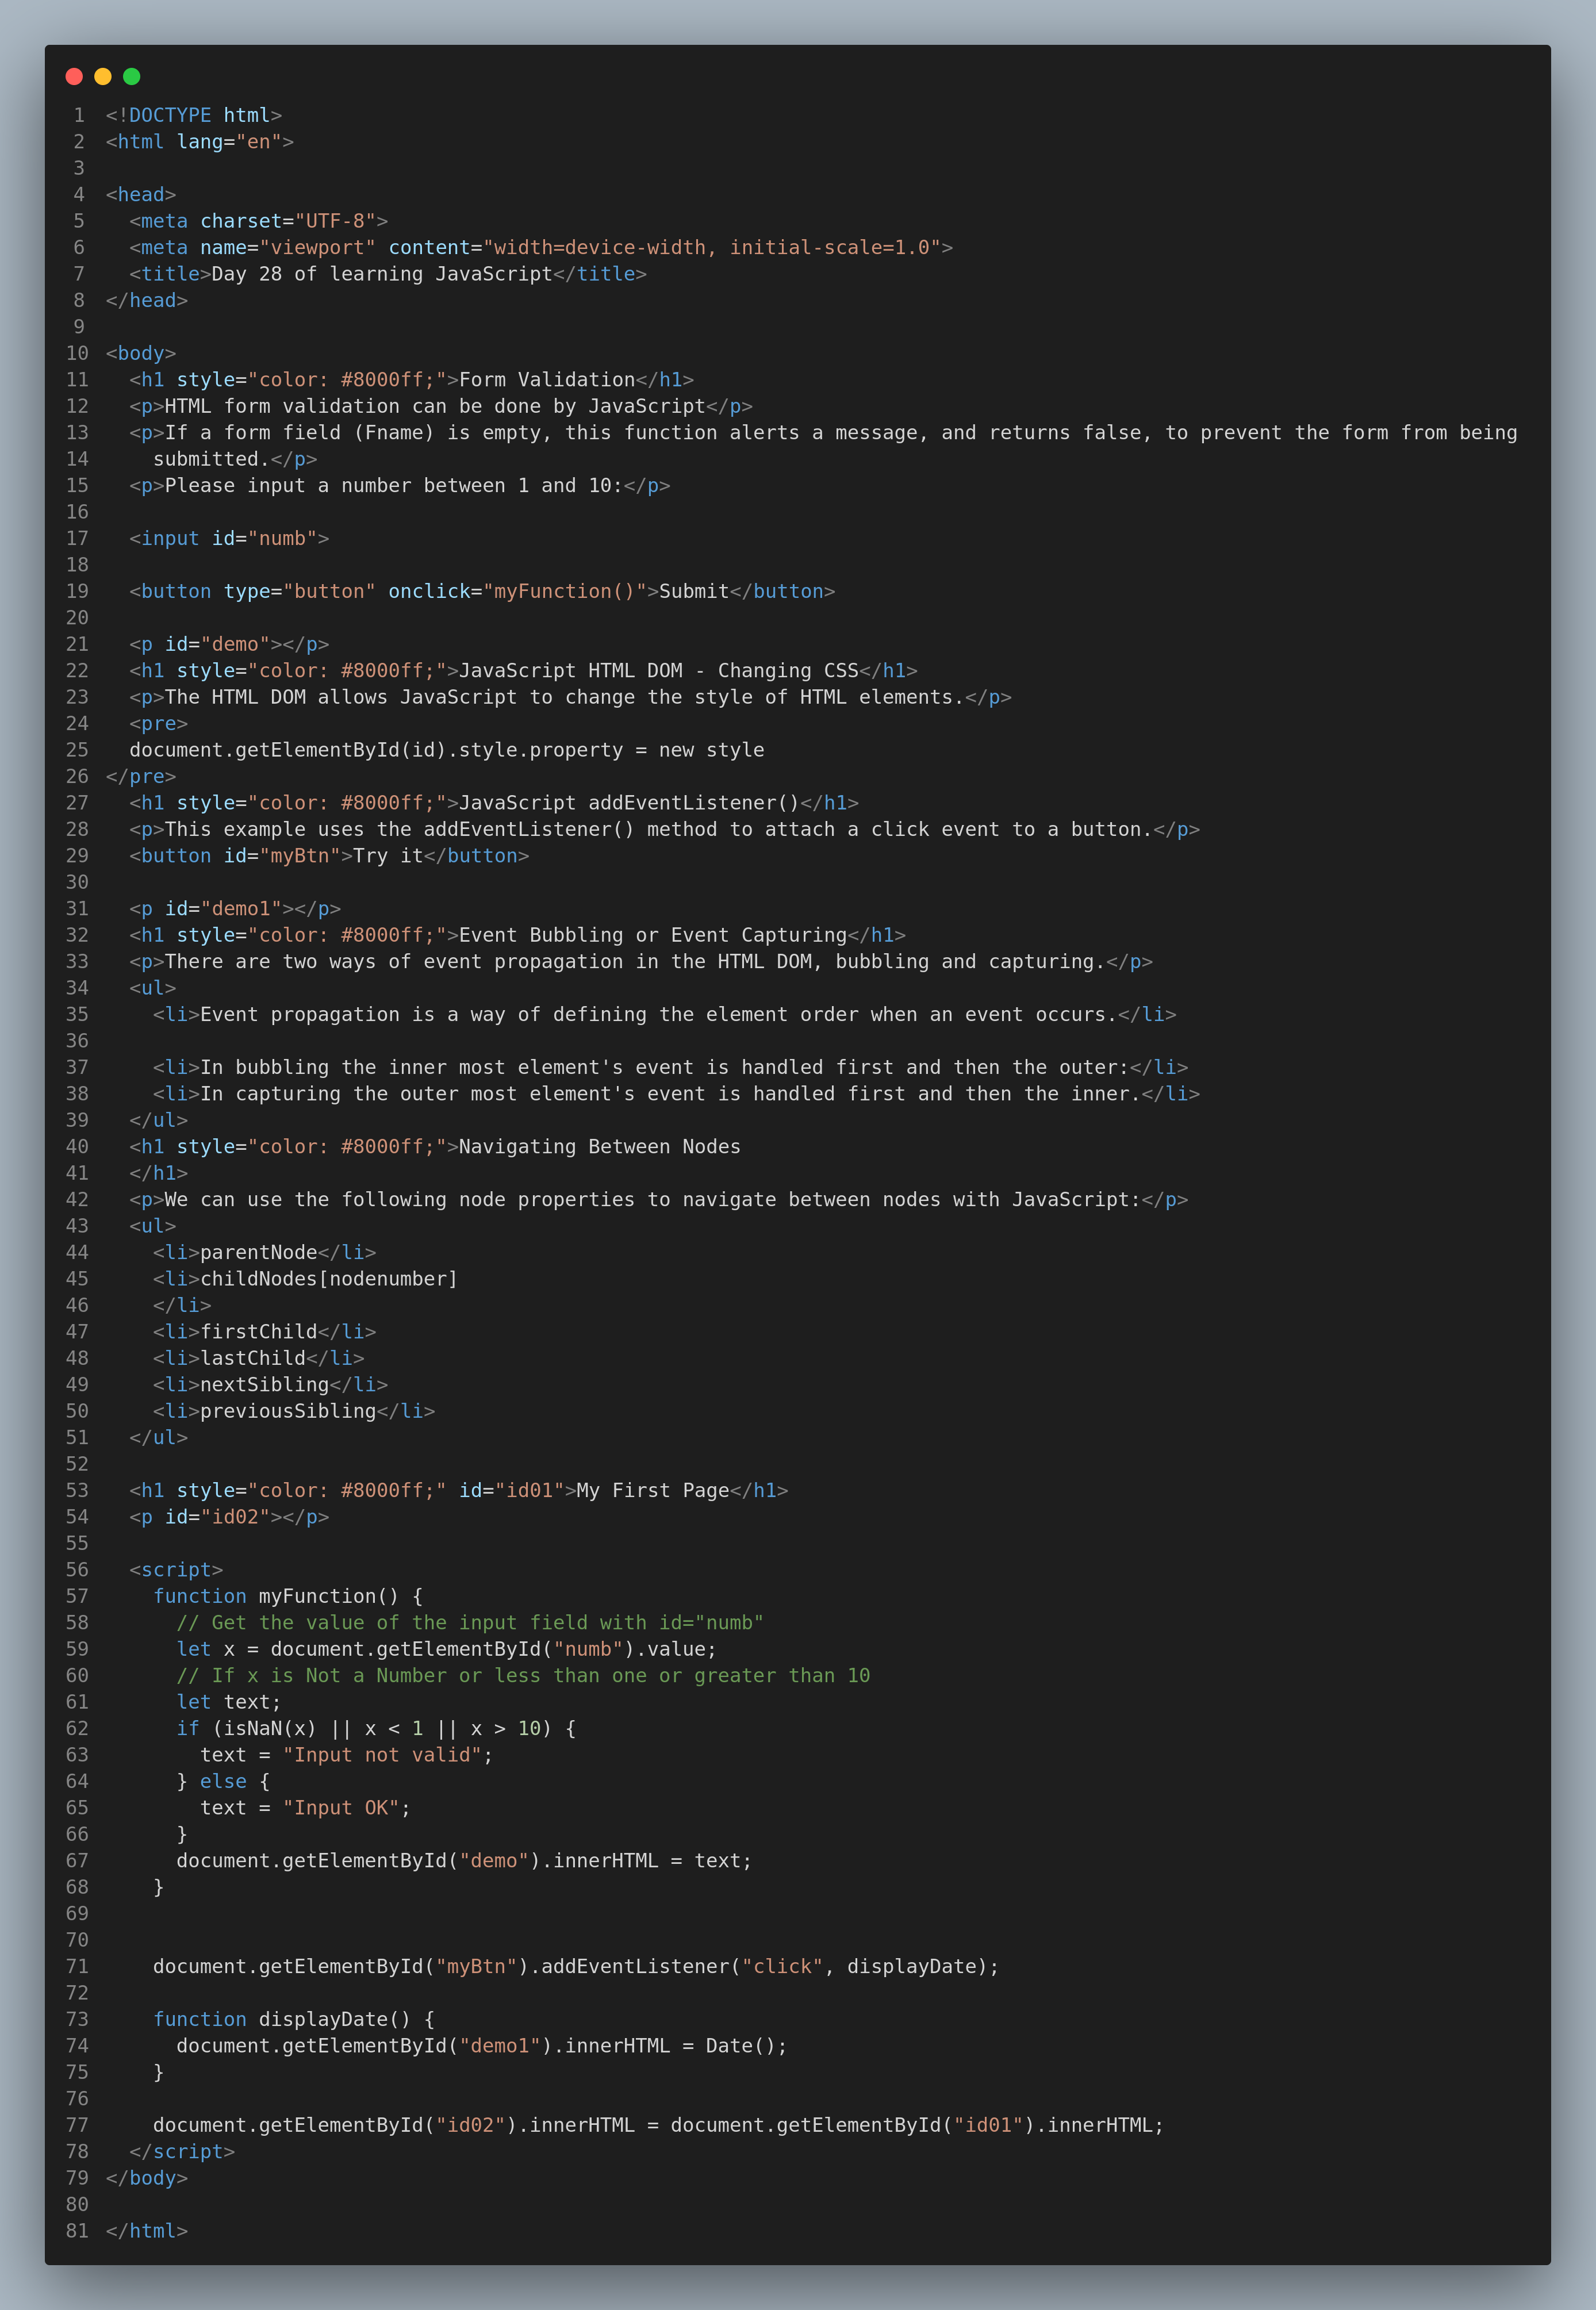 1 <!DOCTYPE html>
2 <html lang="en">
3
4 <head>
5   <meta charset="UTF-8">
6   <meta name="viewport" content="width=device-width, initial-scale=1.0">
7   <title>Day 28 of learning JavaScript</title>
8 </head>
9
10 <body>
11   <h1 style="color: #8000ff;">Form Validation</h1>
12   <p>HTML form validation can be done by JavaScript</p>
13   <p>If a form field (Fname) is empty, this function alerts a message, and returns false, to prevent the form from being
14     submitted.</p>
15   <p>Please input a number between 1 and 10:</p>
16
17   <input id="numb">
18
19   <button type="button" onclick="myFunction()">Submit</button>
20
21   <p id="demo"></p>
22   <h1 style="color: #8000ff;">JavaScript HTML DOM - Changing CSS</h1>
23   <p>The HTML DOM allows JavaScript to change the style of HTML elements.</p>
24   <pre>
25   document.getElementById(id).style.property = new style
26 </pre>
27   <h1 style="color: #8000ff;">JavaScript addEventListener()</h1>
28   <p>This example uses the addEventListener() method to attach a click event to a button.</p>
29   <button id="myBtn">Try it</button>
30
31   <p id="demo1"></p>
32   <h1 style="color: #8000ff;">Event Bubbling or Event Capturing</h1>
33   <p>There are two ways of event propagation in the HTML DOM, bubbling and capturing.</p>
34   <ul>
35     <li>Event propagation is a way of defining the element order when an event occurs.</li>
36
37     <li>In bubbling the inner most element's event is handled first and then the outer:</li>
38     <li>In capturing the outer most element's event is handled first and then the inner.</li>
39   </ul>
40   <h1 style="color: #8000ff;">Navigating Between Nodes
41   </h1>
42   <p>We can use the following node properties to navigate between nodes with JavaScript:</p>
43   <ul>
44     <li>parentNode</li>
45     <li>childNodes[nodenumber]
46     </li>
47     <li>firstChild</li>
48     <li>lastChild</li>
49     <li>nextSibling</li>
50     <li>previousSibling</li>
51   </ul>
52
53   <h1 style="color: #8000ff;" id="id01">My First Page</h1>
54   <p id="id02"></p>
55
56   <script>
57     function myFunction() {
58       // Get the value of the input field with id="numb"
59       let x = document.getElementById("numb").value;
60       // If x is Not a Number or less than one or greater than 10
61       let text;
62       if (isNaN(x) || x < 1 || x > 10) {
63         text = "Input not valid";
64       } else {
65         text = "Input OK";
66       }
67       document.getElementById("demo").innerHTML = text;
68     }
69
70
71     document.getElementById("myBtn").addEventListener("click", displayDate);
72
73     function displayDate() {
74       document.getElementById("demo1").innerHTML = Date();
75     }
76
77     document.getElementById("id02").innerHTML = document.getElementById("id01").innerHTML;
78   </script>
79 </body>
80
81 </html>